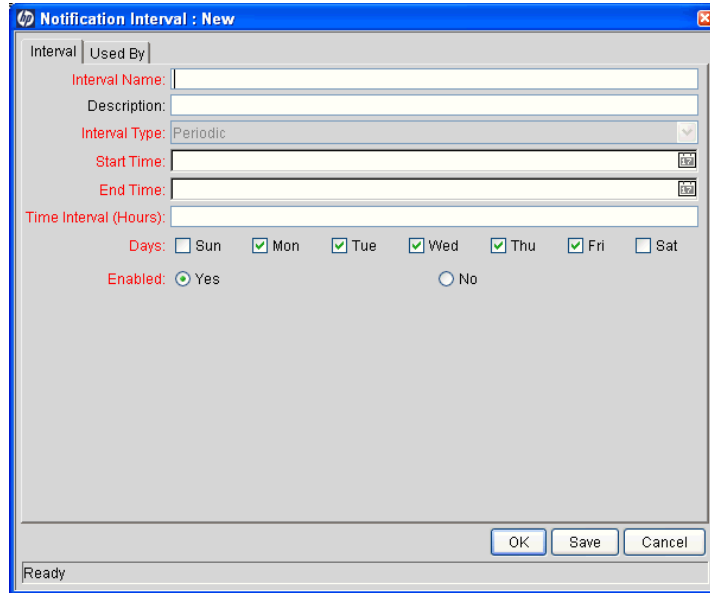 hp Notification Interval : New
Interval Used By
Interval Name:
Description:
Interval Type: Periodic
Start Time:
End Time:
Time Interval (Hours):
Days: Sun Mon Tue Wed Thu Fri Sat
Enabled: Yes No
OK Save Cancel
Ready